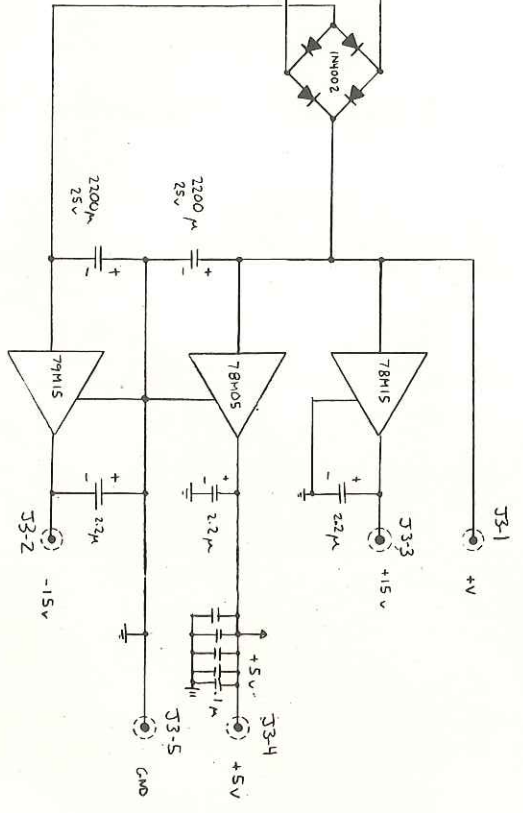 1N4002
2200µ
25v
-
+
2200µ
25v
-
+
79M15
78M05
78M15
-
+
2.2µ
-
+
2.2µ
-
+
2.2µ
J3-1
+V
J3-3
+15v
J3-2
-15v
+5v
.1µ
J3-4
+5V
J3-5
GND